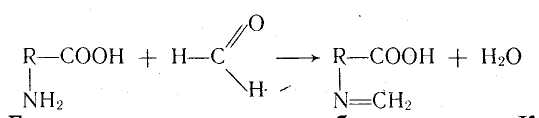 O
R—COOH + H—C ⟶ R—COOH + H₂O
NH₂ H N=CH₂